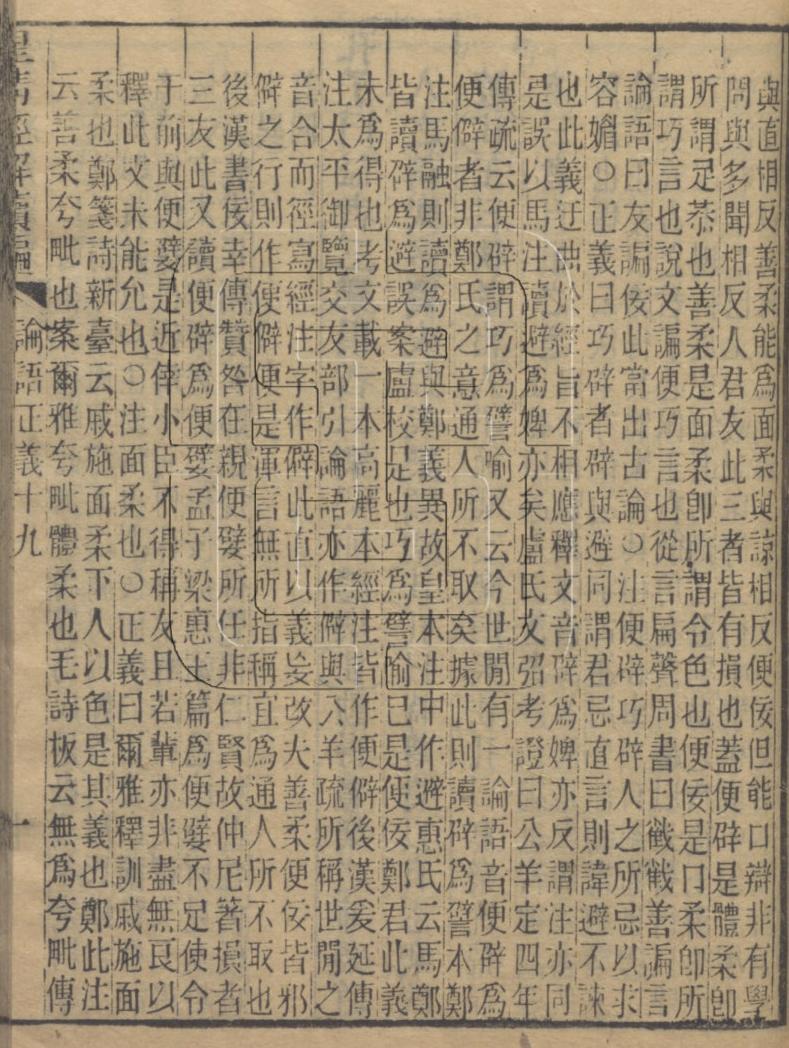 與直相反善柔能爲面柔與諒相反便佞但能口辯非有學
問與多聞相反人君友此三者皆有損也蓋便辟是體柔卽
所謂足恭也善柔是面柔卽所謂令色也便佞是口柔卽所
謂巧言也說文諞便巧言也從言扁聲周書曰戩戩善諞言
論語曰友諞佞此當出古論○注便辟巧辟人之所忌以求
容媚○正義曰巧辟者辟與避同謂君忌直言則諱避不諫
也此義迂曲於經旨不相應釋文音辟爲婢亦反謂注亦同
是誤以馬注讀避爲婢亦矣盧氏文弨考證曰公羊定四年
傳疏云便辟謂巧爲譬喻又云今世閒有一論語音便辟爲
便僻者非鄭氏之意通人所不取矣據此則讀辟爲譬本鄭
注馬融則讀爲避與鄭義異故皇本注中作避惠氏云馬鄭
皆讀辟爲避誤案盧校是也巧爲譬喻已是便佞鄭君此義
未爲得也考文載一本高麗本經注皆作便僻後漢爰延傳
注太平御覽交友部引論語亦作僻與公羊疏所稱世閒之
音合而徑寫經注字作僻此直以義妄改夫善柔便佞皆邪
僻之行則作便僻便是渾言無所指稱宜爲通人所不取也
後漢書佞幸傳贊咎在親便嬖所任非仁賢故仲尼著損者
三友此又讀便辟爲便嬖孟子梁惠王篇爲便嬖不足使令
于前與便嬖是近倖小臣不得稱友且若輩亦非盡無良以
釋此文未能允也○注面柔也○正義曰爾雅釋訓戚施面
柔也鄭箋詩新臺云戚施面柔下人以色是其義也鄭此注
云善柔夸毗也案爾雅夸毗體柔也毛詩板云無爲夸毗傳
皇清經解續編 論語正義十九 一